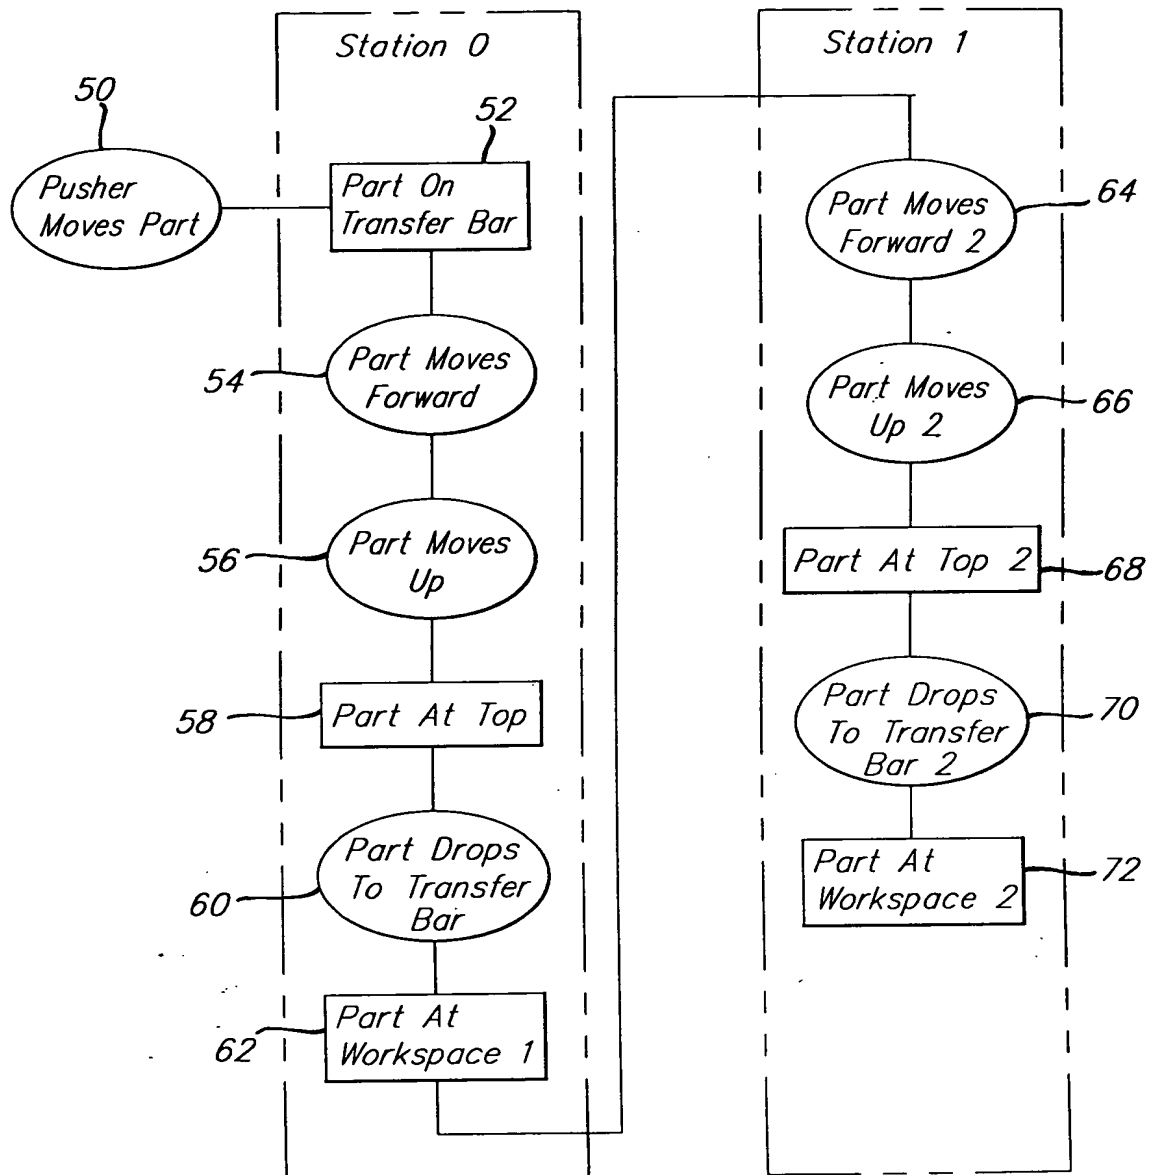 Station 0
50
Pusher
Moves Part
52
Part On
Transfer Bar
54
Part Moves
Forward
56
Part Moves
Up
58
Part At Top
60
Part Drops
To Transfer
Bar
62
Part At
Workspace 1
Station 1
64
Part Moves
Forward 2
66
Part Moves
Up 2
68
Part At Top 2
70
Part Drops
To Transfer
Bar 2
72
Part At
Workspace 2